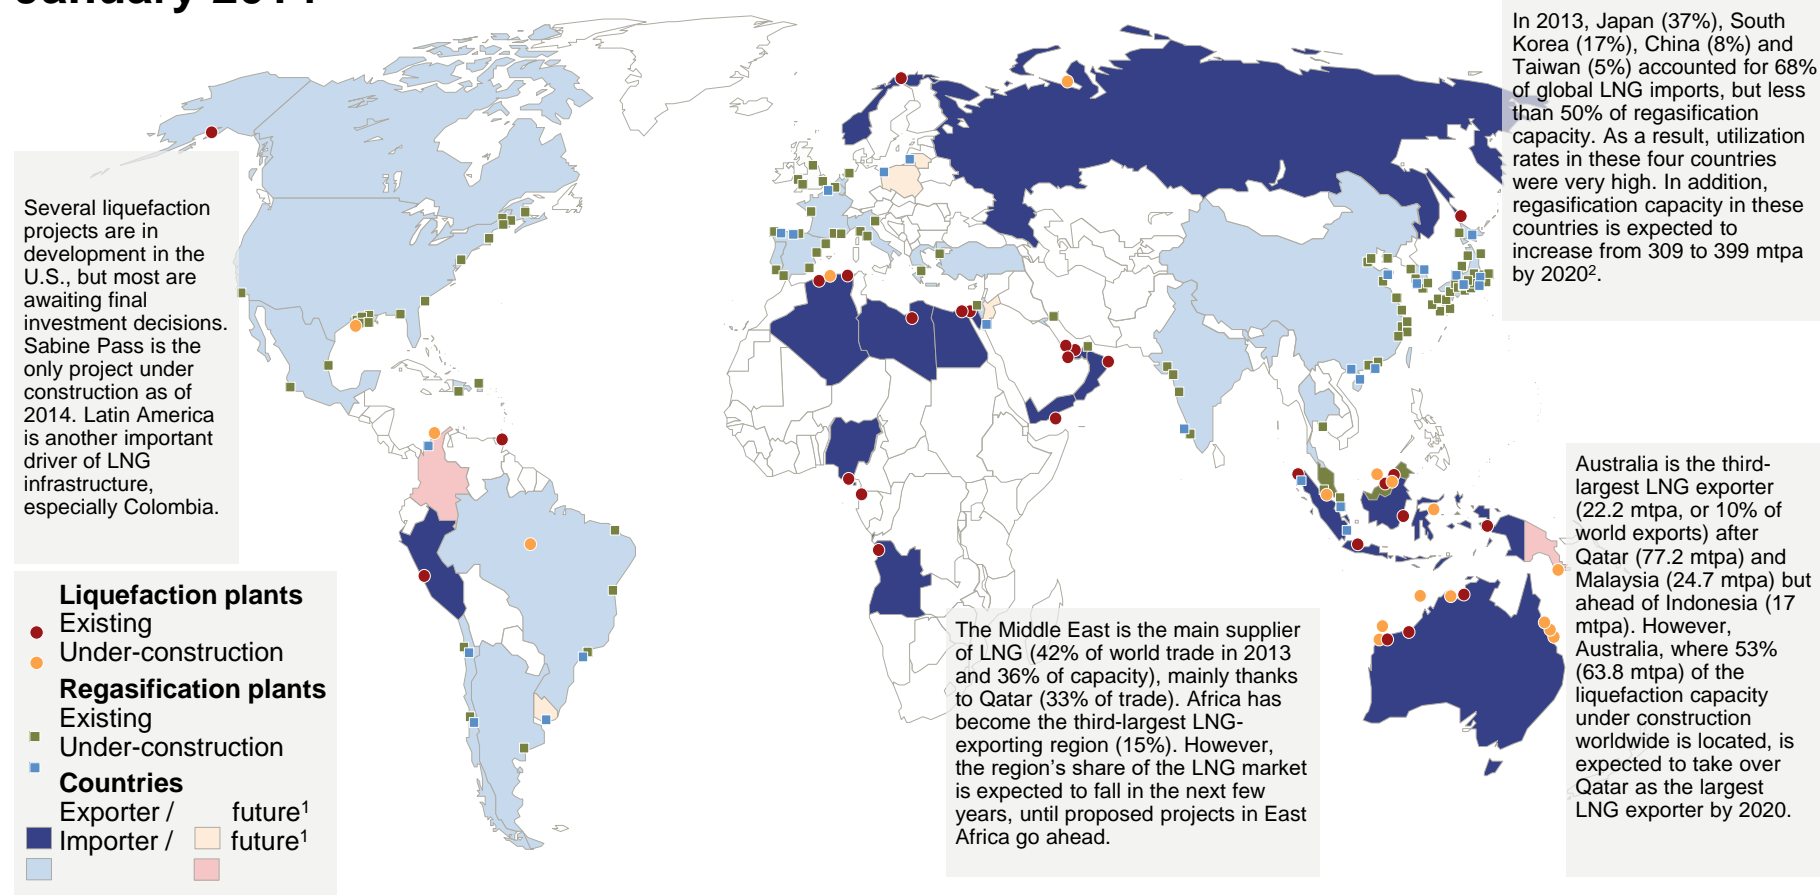 January 2014
In 2013, Japan (37%), South
Korea (17%), China (8%) and
Taiwan (5%) accounted for 68%
of global LNG imports, but less
than 50% of regasification
capacity. As a result, utilization
rates in these four countries
were very high. In addition,
regasification capacity in these
countries is expected to
increase from 309 to 399 mtpa
by 2020².
Several liquefaction
projects are in
development in the
U.S., but most are
awaiting final
investment decisions.
Sabine Pass is the
only project under
construction as of
2014. Latin America
is another important
driver of LNG
infrastructure,
especially Colombia.
Australia is the third-
largest LNG exporter
(22.2 mtpa, or 10% of
world exports) after
Qatar (77.2 mtpa) and
Malaysia (24.7 mtpa) but
ahead of Indonesia (17
mtpa). However,
Australia, where 53%
(63.8 mtpa) of the
liquefaction capacity
under construction
worldwide is located, is
expected to take over
Qatar as the largest
LNG exporter by 2020.
The Middle East is the main supplier
of LNG (42% of world trade in 2013
and 36% of capacity), mainly thanks
to Qatar (33% of trade). Africa has
become the third-largest LNG-
exporting region (15%). However,
the region's share of the LNG market
is expected to fall in the next few
years, until proposed projects in East
Africa go ahead.
Liquefaction plants
Existing
Under-construction
Regasification plants
Existing
Under-construction
Countries
Exporter / future¹
Importer / future¹